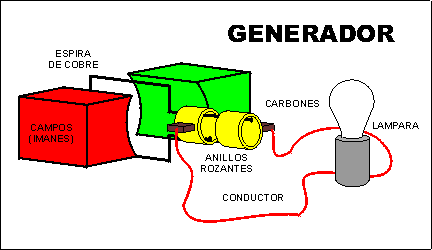 GENERADOR
ESPIRA
DE COBRE
CARBONES
CAMPOS
(IMANES)
LAMPARA
ANILLOS
ROZANTES
CONDUCTOR